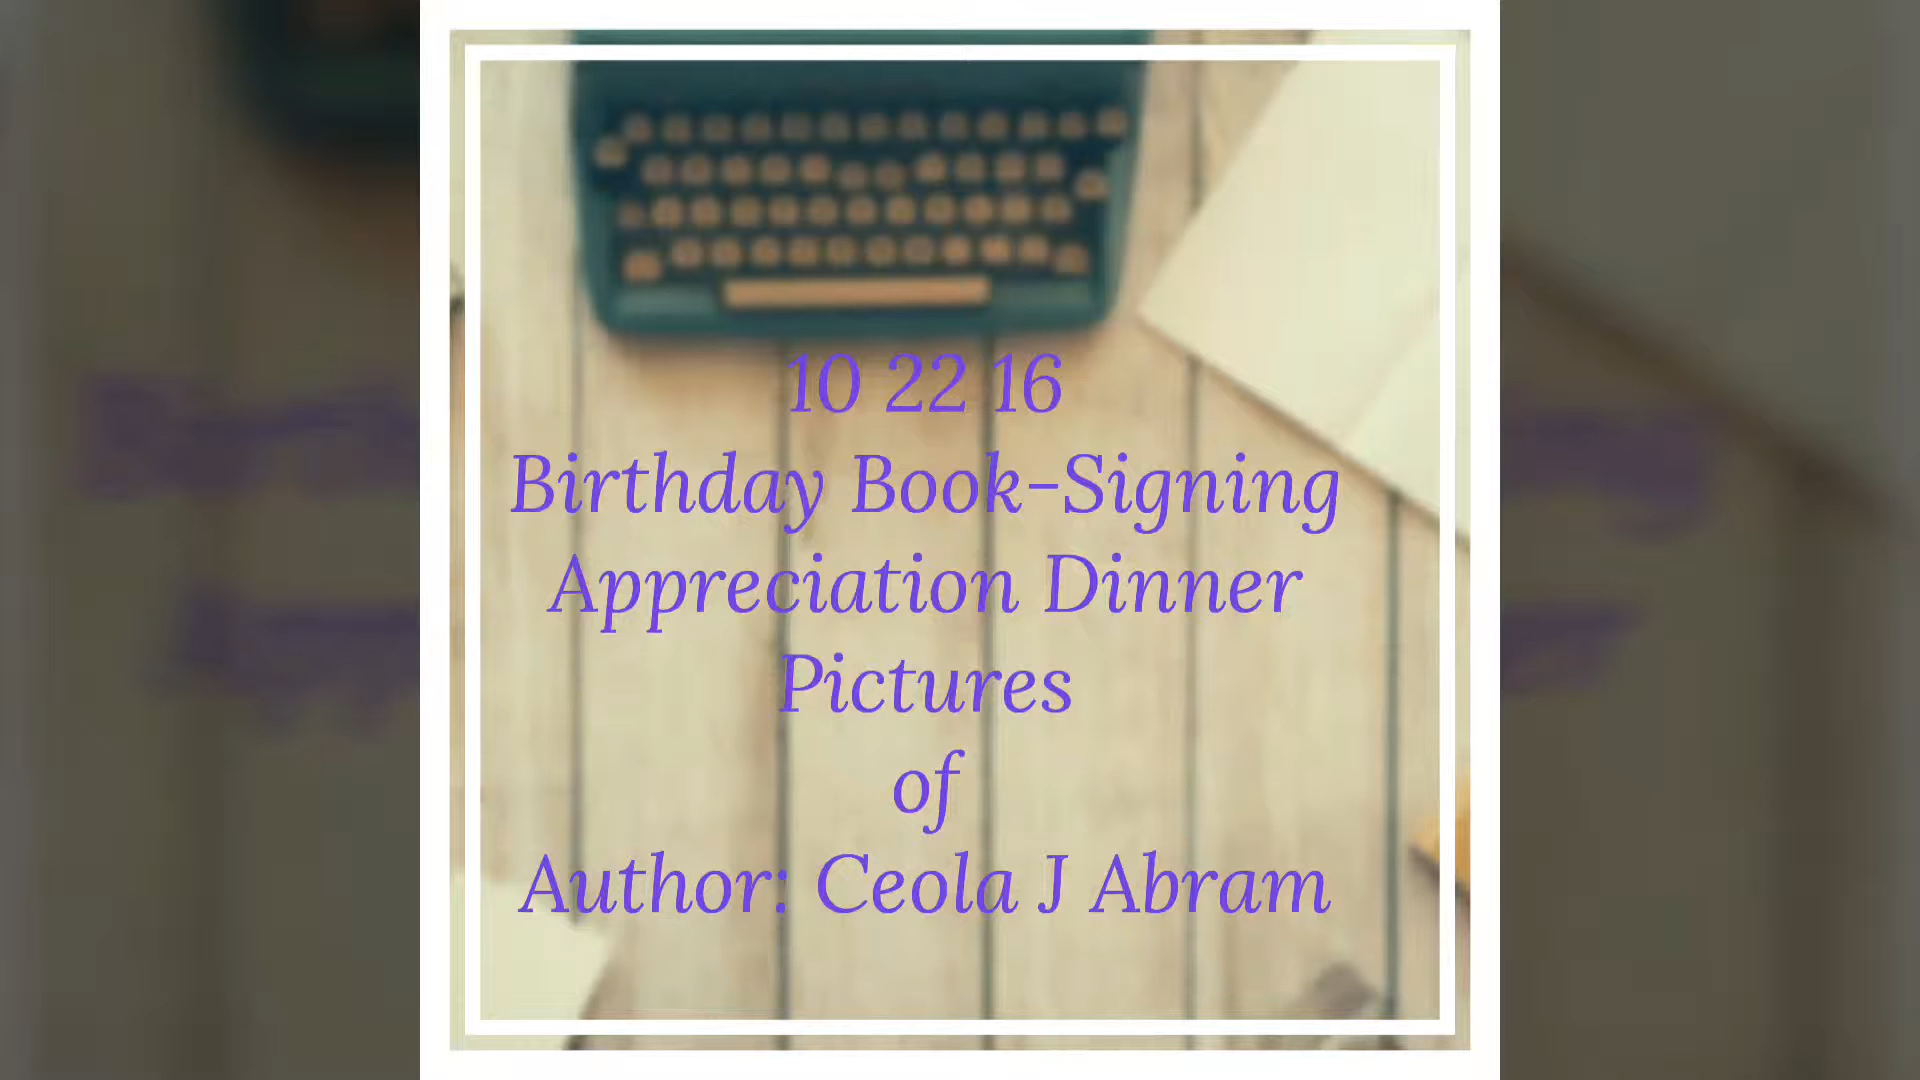 10 22 16
Birthday Book-Signing
Appreciation Dinner
Pictures
of
Author: Ceola J Abram